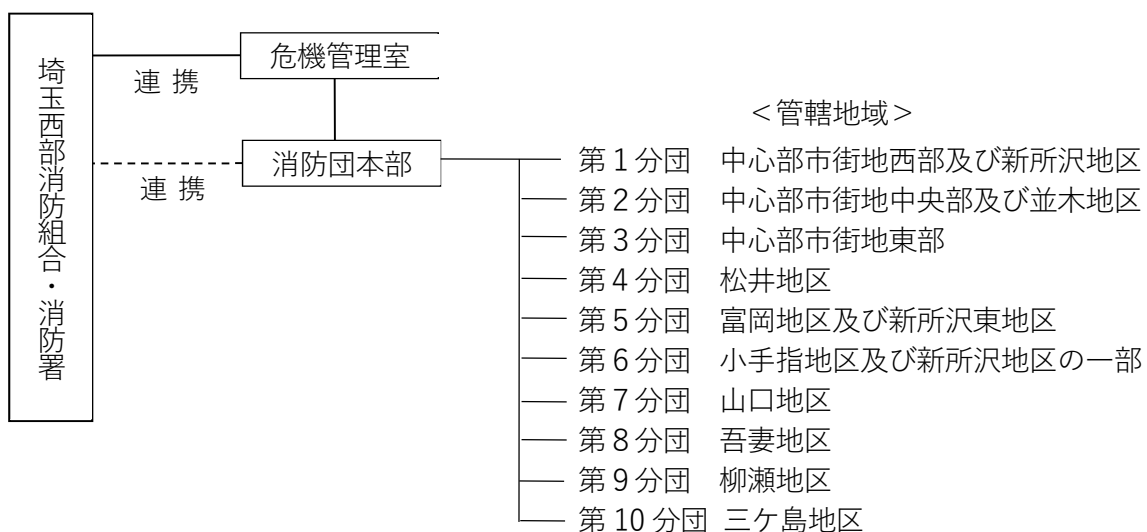 埼玉西部消防組合・消防署
危機管理室
連携
消防団本部
連携
＜管轄地域＞
第1分団 中心部市街地西部及び新所沢地区
第2分団 中心部市街地中央部及び並木地区
第3分団 中心部市街地東部
第4分団 松井地区
第5分団 富岡地区及び新所沢東地区
第6分団 小手指地区及び新所沢地区の一部
第7分団 山口地区
第8分団 吾妻地区
第9分団 柳瀬地区
第10分団 三ケ島地区